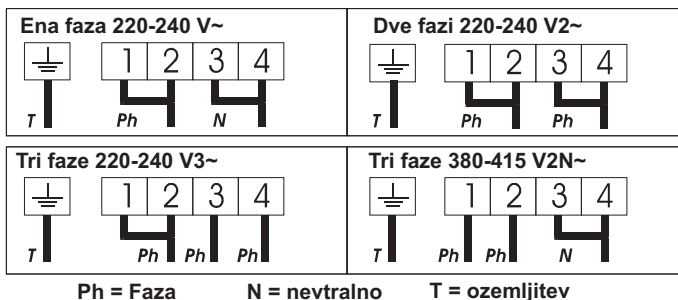 Ena faza 220-240 V~
1 2 3 4
T Ph N
Dve fazi 220-240 V2~
1 2 3 4
T Ph Ph
Tri faze 220-240 V3~
1 2 3 4
T Ph Ph Ph
Tri faze 380-415 V2N~
1 2 3 4
T Ph Ph N
Ph = Faza N = nevtralno T = ozemljitev